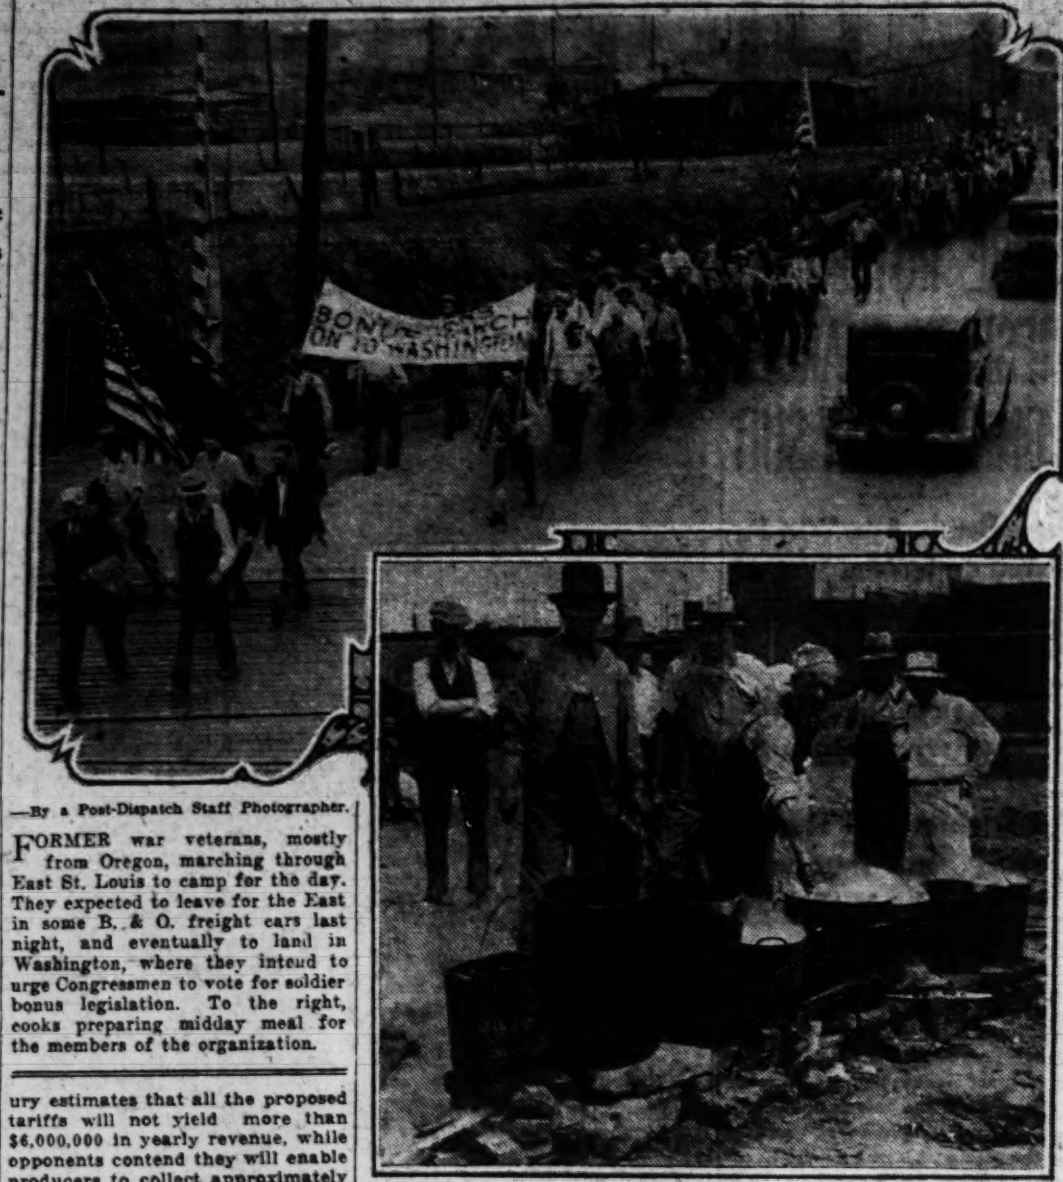 BONUS MARCH
ON TO WASHINGTON
—By a Post-Dispatch Staff Photographer.
FORMER war veterans, mostly
from Oregon, marching through
East St. Louis to camp for the day.
They expected to leave for the East
in some B. & O. freight cars last
night, and eventually to land in
Washington, where they intend to
urge Congressmen to vote for soldier
bonus legislation. To the right,
cooks preparing midday meal for
the members of the organization.
ury estimates that all the proposed
tariffs will not yield more than
$6,000,000 in yearly revenue, while
opponents contend they will enable
producers to collect approximately